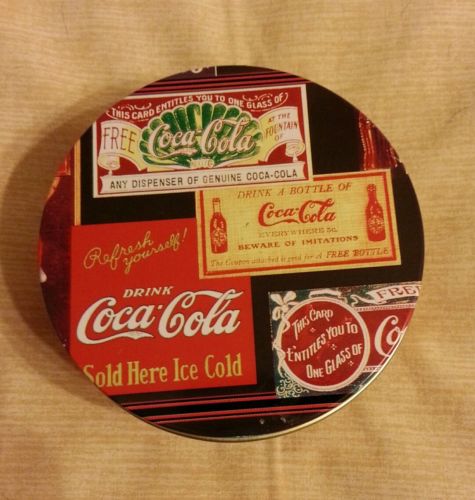 THIS CARD ENTITLES YOU TO ONE GLASS OF
FREE
Coca-Cola
AT THE
FOUNTAIN
OF
ANY DISPENSER OF GENUINE COCA-COLA
DRINK A BOTTLE OF
Coca-Cola
EVERYWHERE 5¢.
BEWARE OF IMITATIONS
The Coupon attached is good for A FREE BOTTLE
Refresh
yourself!
DRINK
Coca-Cola
Sold Here Ice Cold
FREE
THIS CARD
ENTITLES YOU TO
ONE GLASS OF
Co